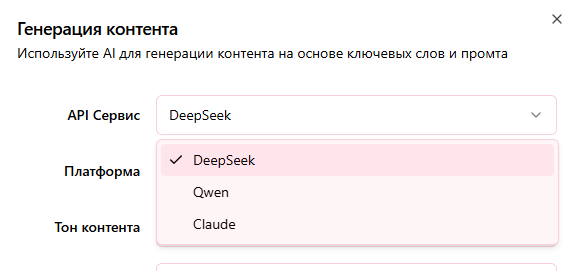 Генерация контента
Используйте AI для генерации контента на основе ключевых слов и промта
API Сервис
DeepSeek
DeepSeek
Платформа
Qwen
Тон контента
Claude